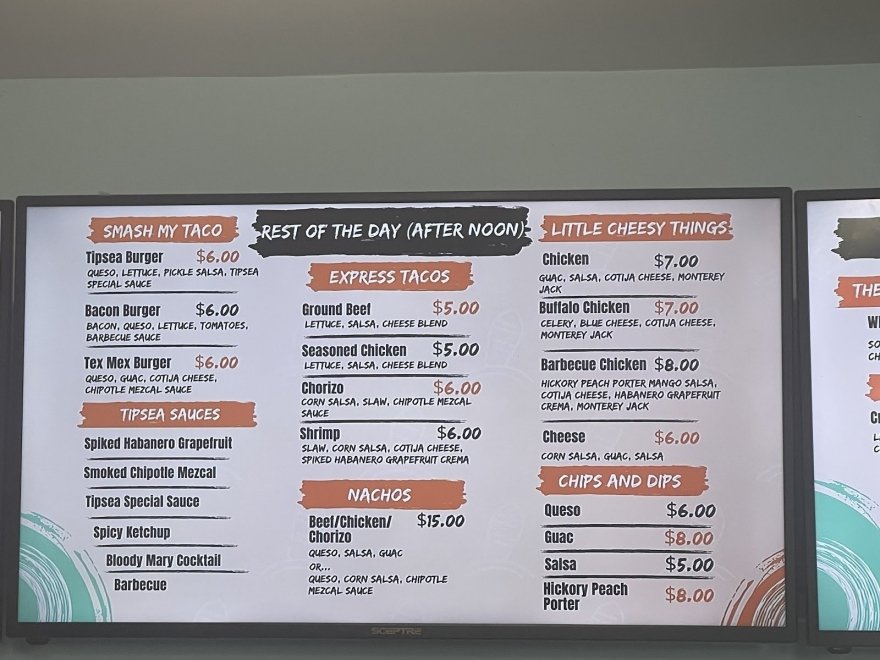 REST OF THE DAY (AFTER NOON)
SMASH MY TACO
Tipsea Burger $6.00
QUESO, LETTUCE, PICKLE SALSA, TIPSEA
SPECIAL SAUCE
Bacon Burger $6.00
BACON, QUESO, LETTUCE, TOMATOES,
BARBECUE SAUCE
Tex Mex Burger $6.00
QUESO, GUAC, COTIJA CHEESE,
CHIPOTLE MEZCAL SAUCE
TIPSEA SAUCES
Spiked Habanero Grapefruit
Smoked Chipotle Mezcal
Tipsea Special Sauce
Spicy Ketchup
Bloody Mary Cocktail
Barbecue
EXPRESS TACOS
Ground Beef $5.00
LETTUCE, SALSA, CHEESE BLEND
Seasoned Chicken $5.00
LETTUCE, SALSA, CHEESE BLEND
Chorizo $6.00
CORN SALSA, SLAW, CHIPOTLE MEZCAL
SAUCE
Shrimp $6.00
SLAW, CORN SALSA, COTIJA CHEESE,
SPIKED HABANERO GRAPEFRUIT CREMA
NACHOS
Beef/Chicken/ $15.00
Chorizo
QUESO, SALSA, GUAC
OR...
QUESO, CORN SALSA, CHIPOTLE
MEZCAL SAUCE
LITTLE CHEESY THINGS
Chicken $7.00
GUAC, SALSA, COTIJA CHEESE, MONTEREY
JACK
Buffalo Chicken $7.00
CELERY, BLUE CHEESE, COTIJA CHEESE,
MONTEREY JACK
Barbecue Chicken $8.00
HICKORY PEACH PORTER MANGO SALSA,
COTIJA CHEESE, HABANERO GRAPEFRUIT
CREMA, MONTEREY JACK
Cheese $6.00
CORN SALSA, GUAC, SALSA
CHIPS AND DIPS
Queso $6.00
Guac $8.00
Salsa $5.00
Hickory Peach $8.00
Porter
SCEPTRE
THE